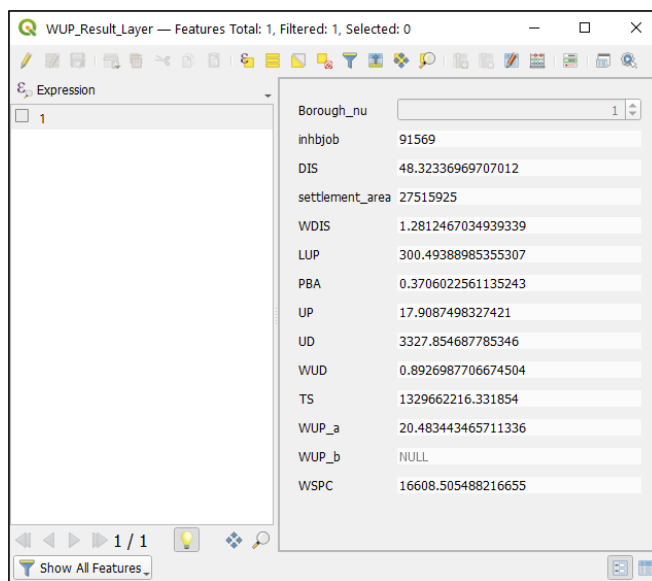 WUP_Result_Layer — Features Total: 1, Filtered: 1, Selected: 0
Expression
1
Borough_nu 1
inhbjob 91569
DIS 48.32336969707012
settlement_area 27515925
WDIS 1.2812467034939339
LUP 300.49388985355307
PBA 0.3706022561135243
UP 17.9087498327421
UD 3327.854687785346
WUD 0.8926987706674504
TS 1329662216.331854
WUP_a 20.483443465711336
WUP_b NULL
WSPC 16608.505488216655
1 / 1
Show All Features